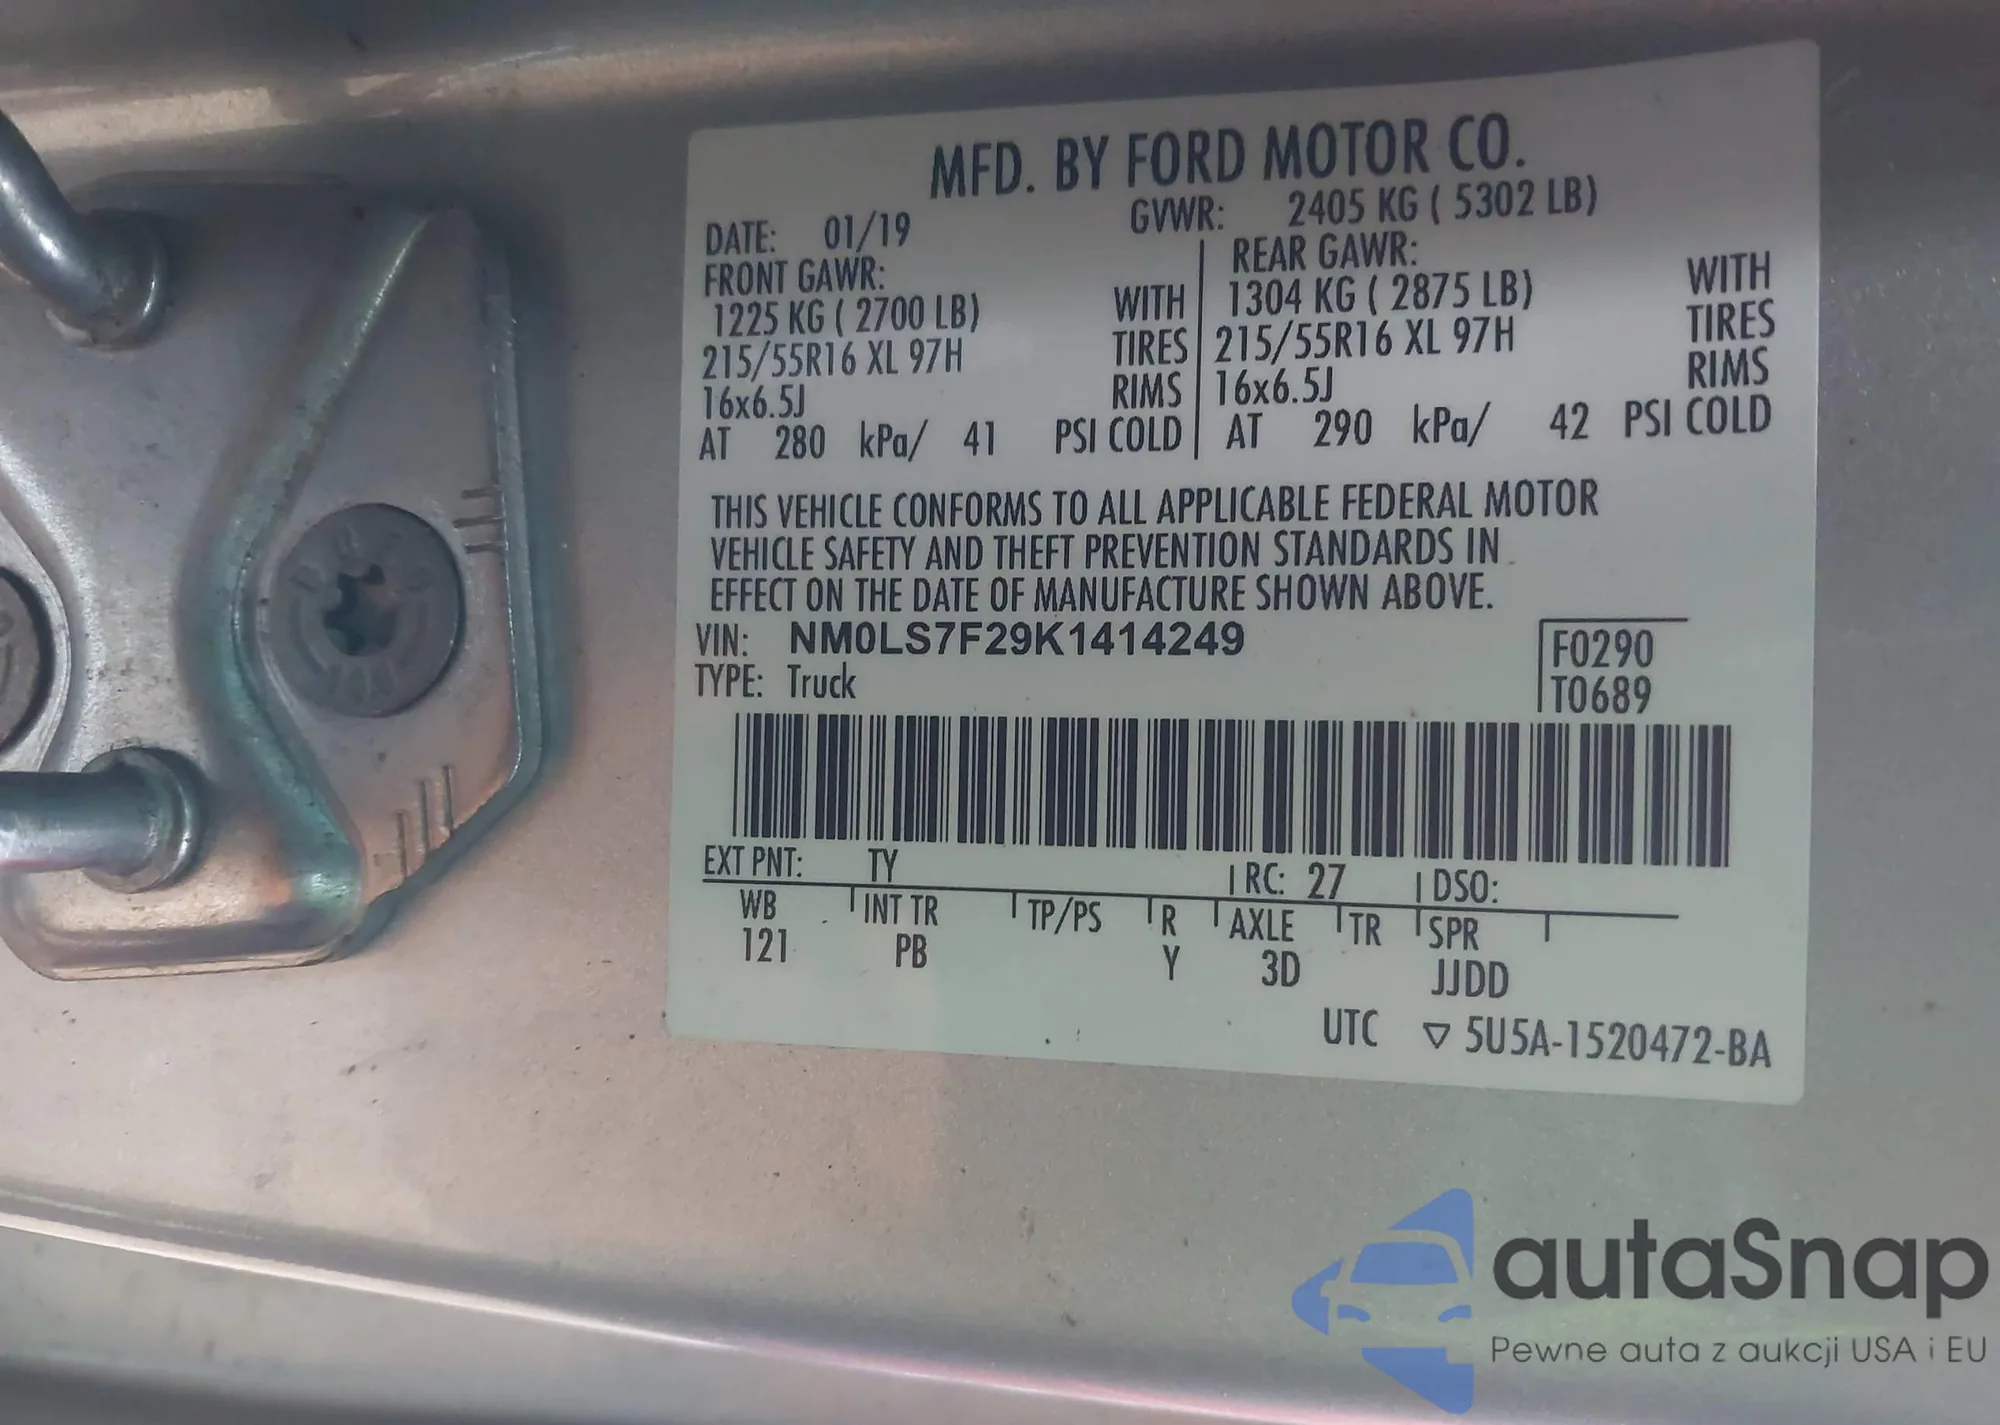 MFD. BY FORD MOTOR CO.
DATE: 01/19 GVWR: 2405 KG ( 5302 LB)
FRONT GAWR: REAR GAWR:
1225 KG ( 2700 LB) WITH 1304 KG ( 2875 LB) WITH
215/55R16 XL 97H TIRES 215/55R16 XL 97H TIRES
16x6.5J RIMS 16x6.5J RIMS
AT 280 kPa/ 41 PSI COLD AT 290 kPa/ 42 PSI COLD
THIS VEHICLE CONFORMS TO ALL APPLICABLE FEDERAL MOTOR
VEHICLE SAFETY AND THEFT PREVENTION STANDARDS IN
EFFECT ON THE DATE OF MANUFACTURE SHOWN ABOVE.
VIN: NM0LS7F29K1414249 F0290
TYPE: Truck T0689
EXT PNT: TY RC: 27 DSO:
WB INT TR TP/PS R AXLE TR SPR
121 PB Y 3D JJDD
UTC ▽ 5U5A-1520472-BA
autaSnap
Pewne auta z aukcji USA i EU